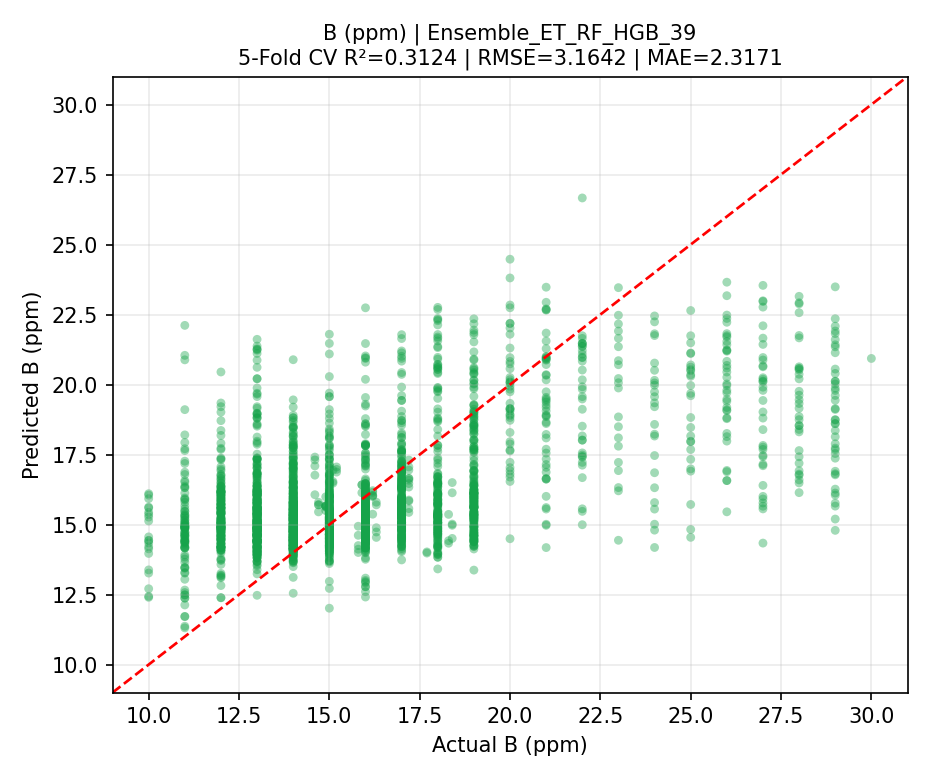 B (ppm) | Ensemble_ET_RF_HGB_39
5-Fold CV R²=0.3124 | RMSE=3.1642 | MAE=2.3171
30.0
27.5
25.0
22.5
20.0
17.5
15.0
12.5
10.0
Predicted B (ppm)
10.0 12.5 15.0 17.5 20.0 22.5 25.0 27.5 30.0
Actual B (ppm)